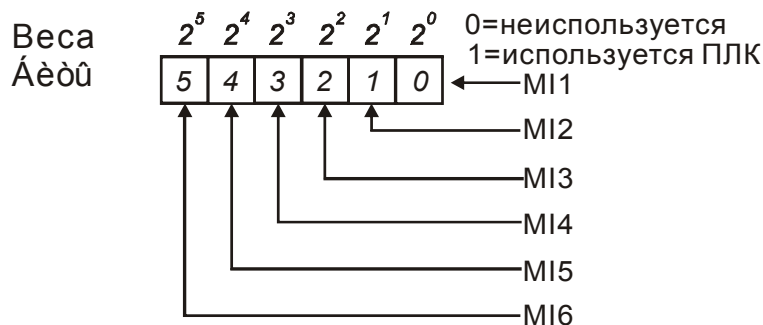 Веса 2⁵ 2⁴ 2³ 2² 2¹ 2⁰ 0=неиспользуется
1=используется ПЛК
Áèòû 5 4 3 2 1 0 MI1
MI2
MI3
MI4
MI5
MI6